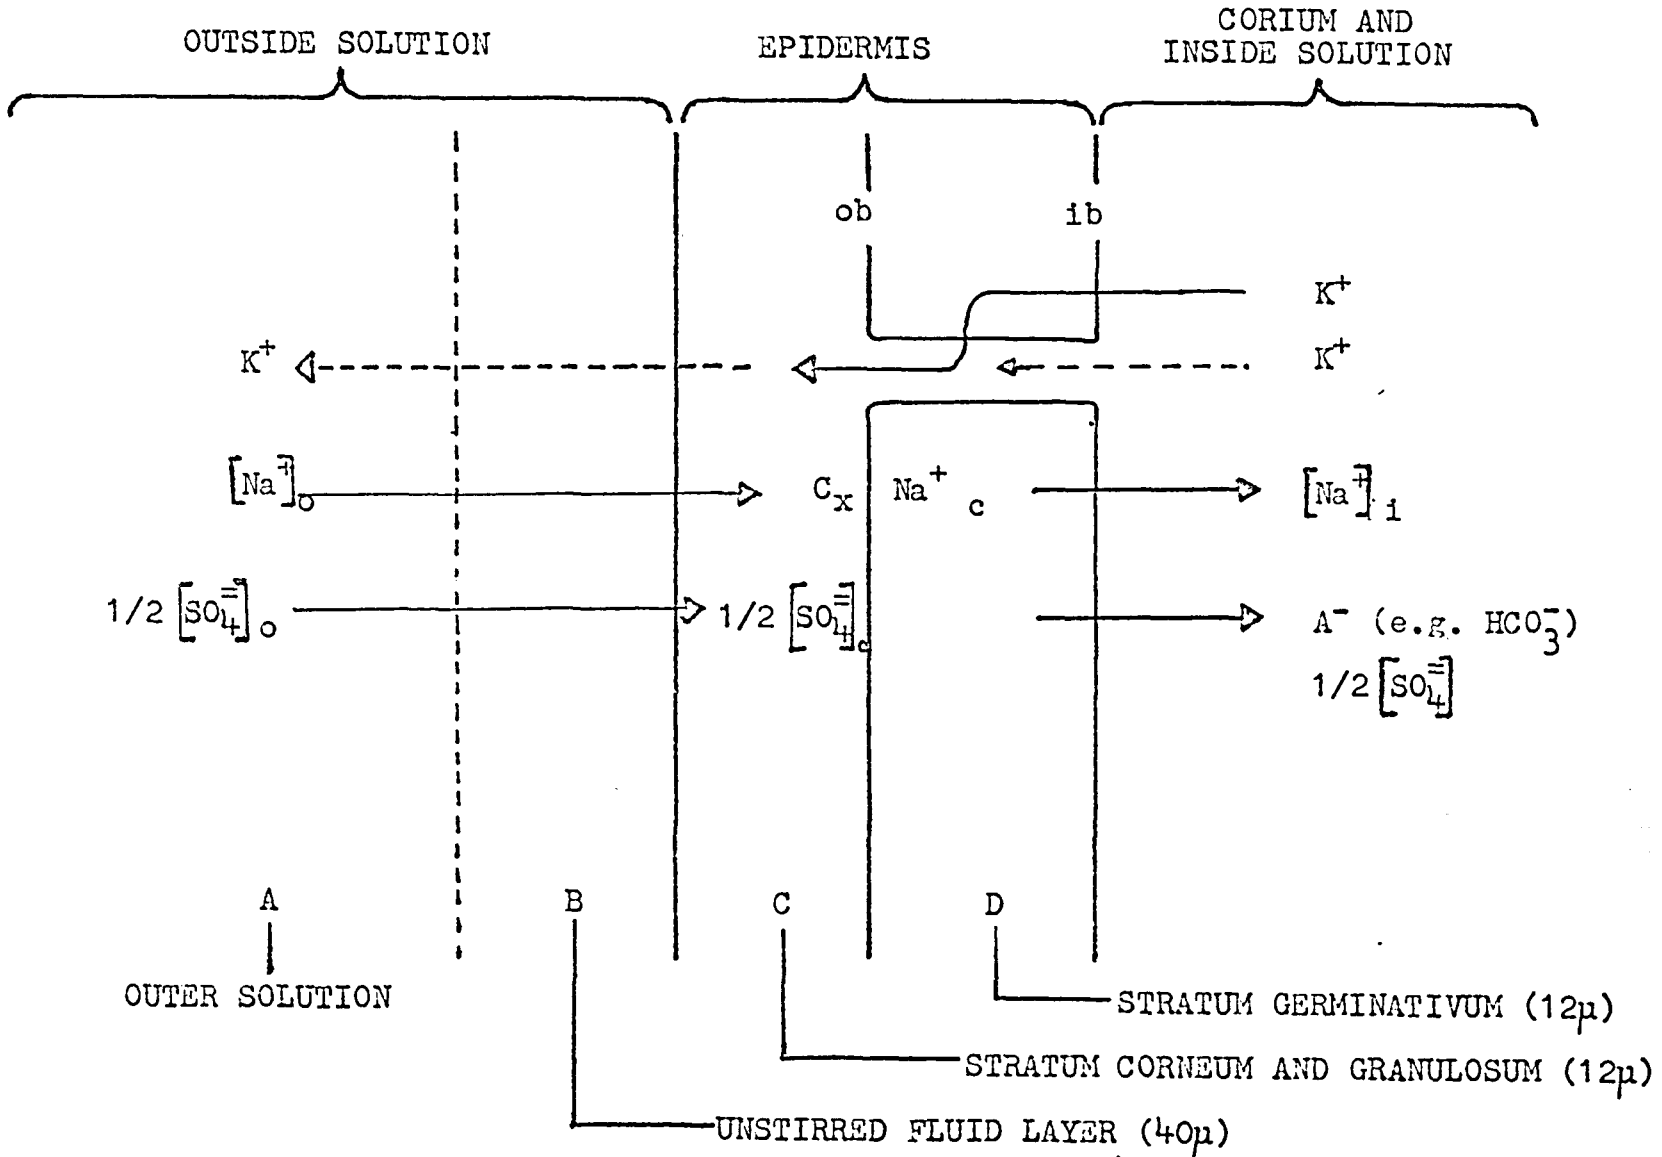 OUTSIDE SOLUTION
EPIDERMIS
CORIUM AND
INSIDE SOLUTION
ob
ib
K⁺
K⁺
K⁺
[Na⁺]o
Cx
Na⁺ c
[Na⁺] i
1/2 [SO₄⁼] o
1/2 [SO₄⁼] c
A⁻ (e.g. HCO₃⁻)
1/2 [SO₄⁼]
A
B
C
D
OUTER SOLUTION
STRATUM GERMINATIVUM (12µ)
STRATUM CORNEUM AND GRANULOSUM (12µ)
UNSTIRRED FLUID LAYER (40µ)